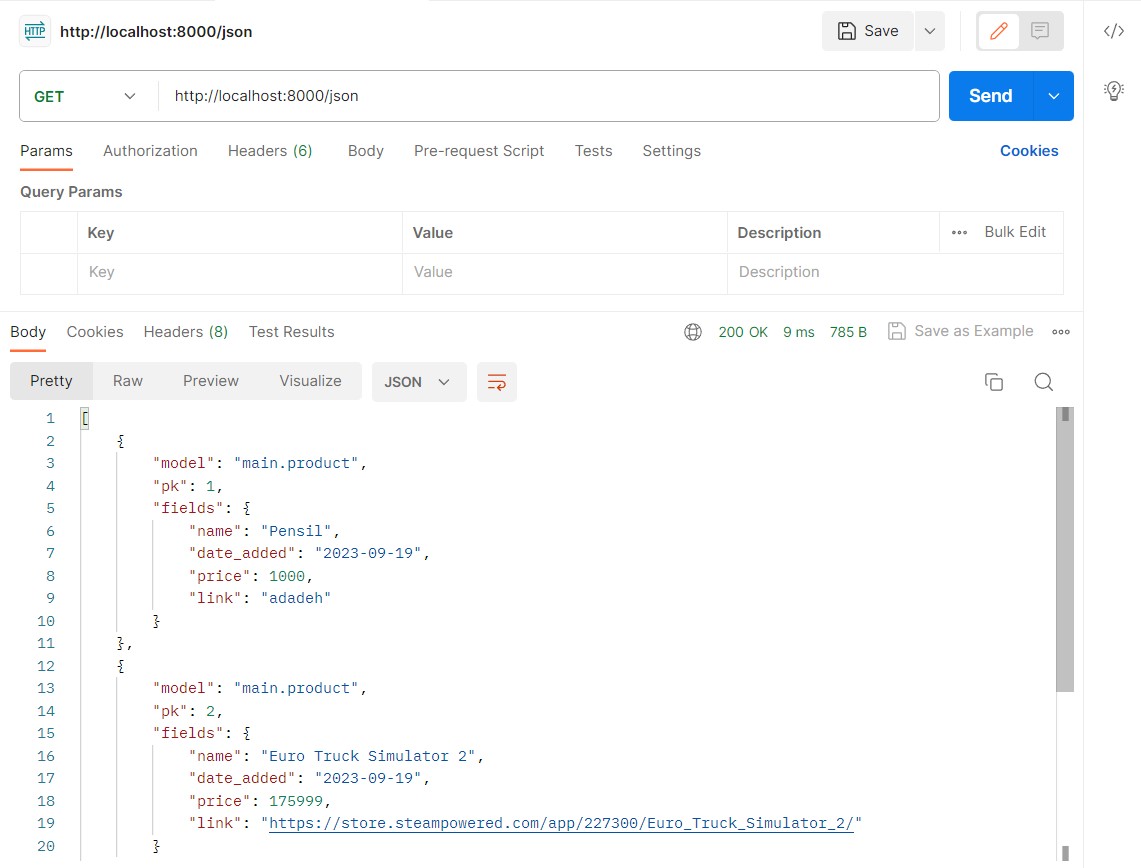 HTTP http://localhost:8000/json Save
GET http://localhost:8000/json Send
Params Authorization Headers (6) Body Pre-request Script Tests Settings Cookies
Query Params
Key Value Description Bulk Edit
Key Value Description
Body Cookies Headers (8) Test Results 200 OK 9 ms 785 B Save as Example
Pretty Raw Preview Visualize JSON
1 [
2 {
3 "model": "main.product",
4 "pk": 1,
5 "fields": {
6 "name": "Pensil",
7 "date_added": "2023-09-19",
8 "price": 1000,
9 "link": "adadeh"
10 }
11 },
12 {
13 "model": "main.product",
14 "pk": 2,
15 "fields": {
16 "name": "Euro Truck Simulator 2",
17 "date_added": "2023-09-19",
18 "price": 175999,
19 "link": "https://store.steampowered.com/app/227300/Euro_Truck_Simulator_2/"
20 }